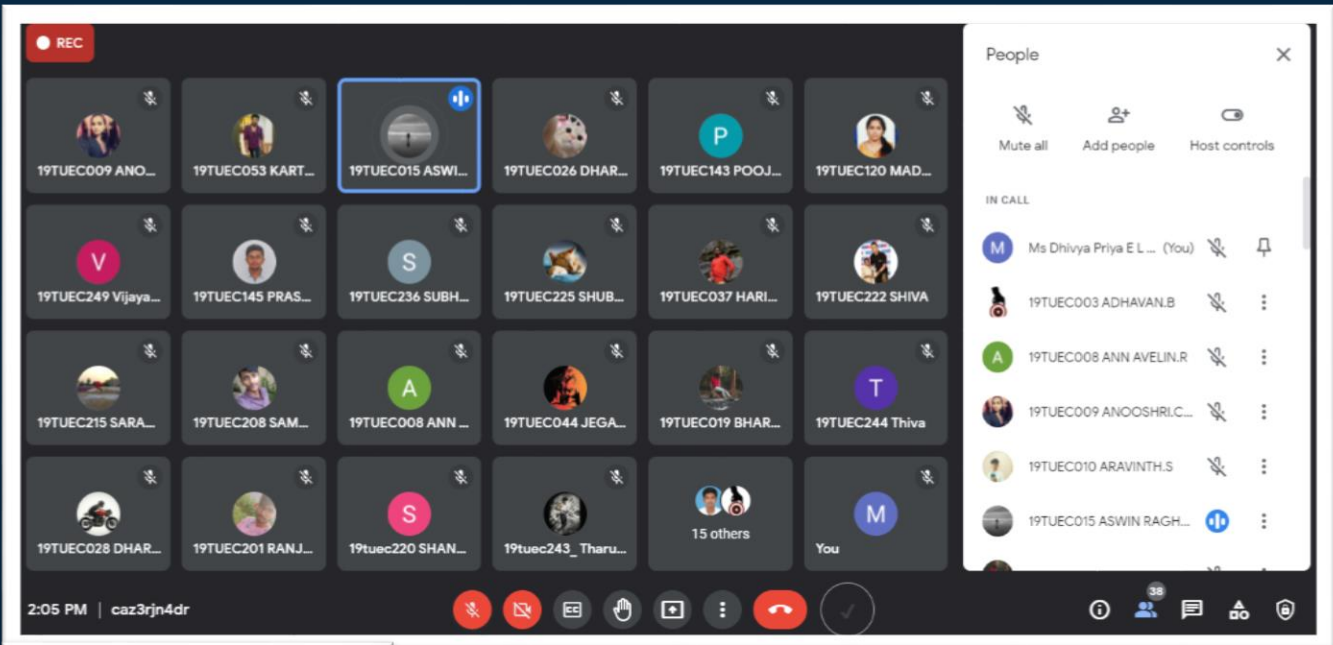 REC
19TUEC009 ANO...
19TUEC053 KART...
19TUEC015 ASWI...
19TUEC026 DHAR...
P
19TUEC143 POOJ...
19TUEC120 MAD...
V
19TUEC249 Vijaya...
19TUEC145 PRAS...
S
19TUEC236 SUBH...
19TUEC225 SHUB...
19TUEC037 HARI...
19TUEC222 SHIVA
19TUEC215 SARA...
19TUEC208 SAM...
A
19TUEC008 ANN ...
19TUEC044 JEGA...
19TUEC019 BHAR...
T
19TUEC244 Thiva
19TUEC028 DHAR...
19TUEC201 RANJ...
S
19tuec220 SHAN...
19tuec243_ Tharu...
15 others
M
You
People
Mute all
Add people
Host controls
IN CALL
M
Ms Dhivya Priya E L ... (You)
19TUEC003 ADHAVAN.B
A
19TUEC008 ANN AVELIN.R
19TUEC009 ANOOSHRI.C...
19TUEC010 ARAVINTH.S
19TUEC015 ASWIN RAGH...
2:05 PM | caz3rjn4dr
CC
38